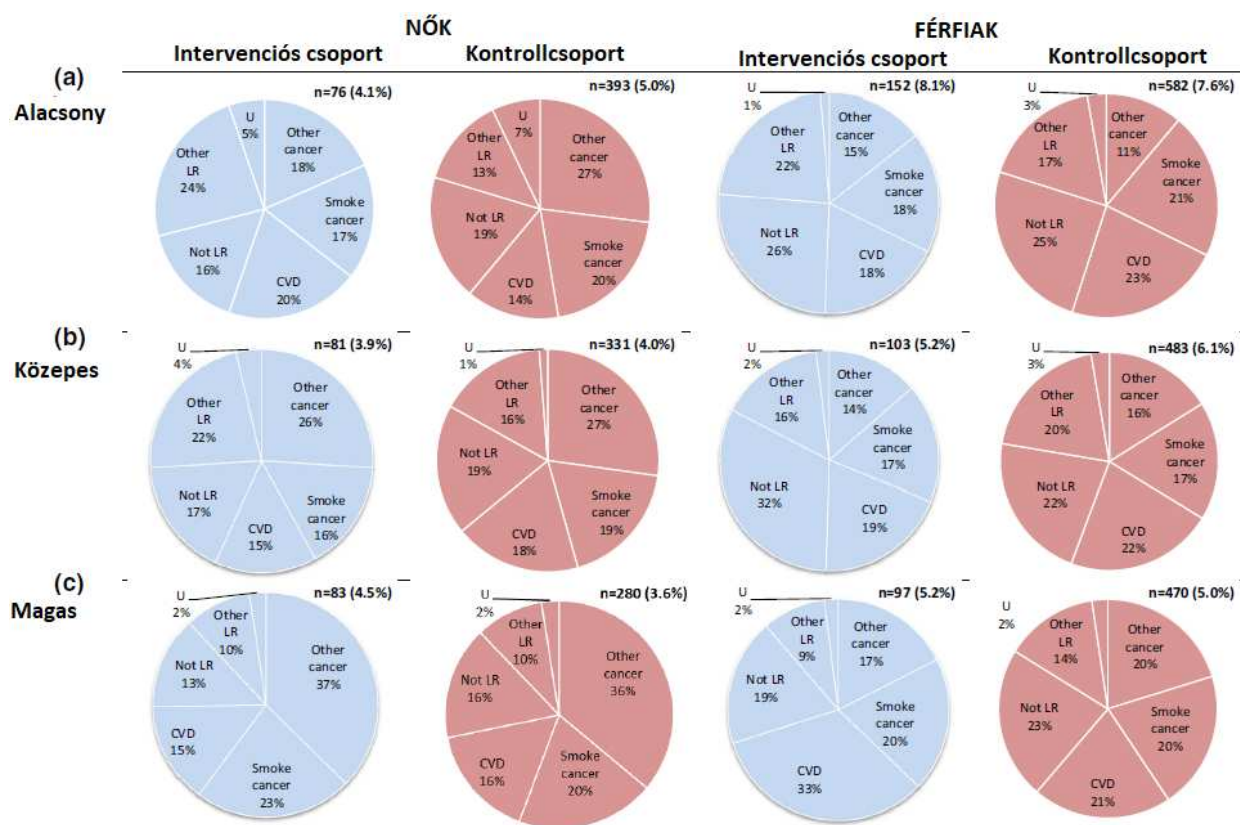 NŐK
FÉRFIAK
Intervenciós csoport
Kontrollcsoport
Intervenciós csoport
Kontrollcsoport
(a)
Alacsony
n=76 (4.1%)
U
5%
Other
cancer
18%
Smoke
cancer
17%
CVD
20%
Not LR
16%
Other
LR
24%
n=393 (5.0%)
U
7%
Other
cancer
27%
Smoke
cancer
20%
CVD
14%
Not LR
19%
Other
LR
13%
n=152 (8.1%)
U
1%
Other
cancer
15%
Smoke
cancer
18%
CVD
18%
Not LR
26%
Other
LR
22%
n=582 (7.6%)
U
3%
Other
cancer
11%
Smoke
cancer
21%
CVD
23%
Not LR
25%
Other
LR
17%
(b)
Közepes
n=81 (3.9%)
U
4%
Other
cancer
26%
Smoke
cancer
16%
CVD
15%
Not LR
17%
Other
LR
22%
n=331 (4.0%)
U
1%
Other
cancer
27%
Smoke
cancer
19%
CVD
18%
Not LR
19%
Other
LR
16%
n=103 (5.2%)
U
2%
Other
cancer
14%
Smoke
cancer
17%
CVD
19%
Not LR
32%
Other
LR
16%
n=483 (6.1%)
U
3%
Other
cancer
16%
Smoke
cancer
17%
CVD
22%
Not LR
22%
Other
LR
20%
(c)
Magas
n=83 (4.5%)
U
2%
Other
cancer
37%
Smoke
cancer
23%
CVD
15%
Not LR
13%
Other
LR
10%
n=280 (3.6%)
U
2%
Other
cancer
36%
Smoke
cancer
20%
CVD
16%
Not LR
16%
Other
LR
10%
n=97 (5.2%)
U
2%
Other
cancer
17%
Smoke
cancer
20%
CVD
33%
Not LR
19%
Other
LR
9%
n=470 (5.0%)
U
2%
Other
cancer
20%
Smoke
cancer
20%
CVD
21%
Not LR
23%
Other
LR
14%